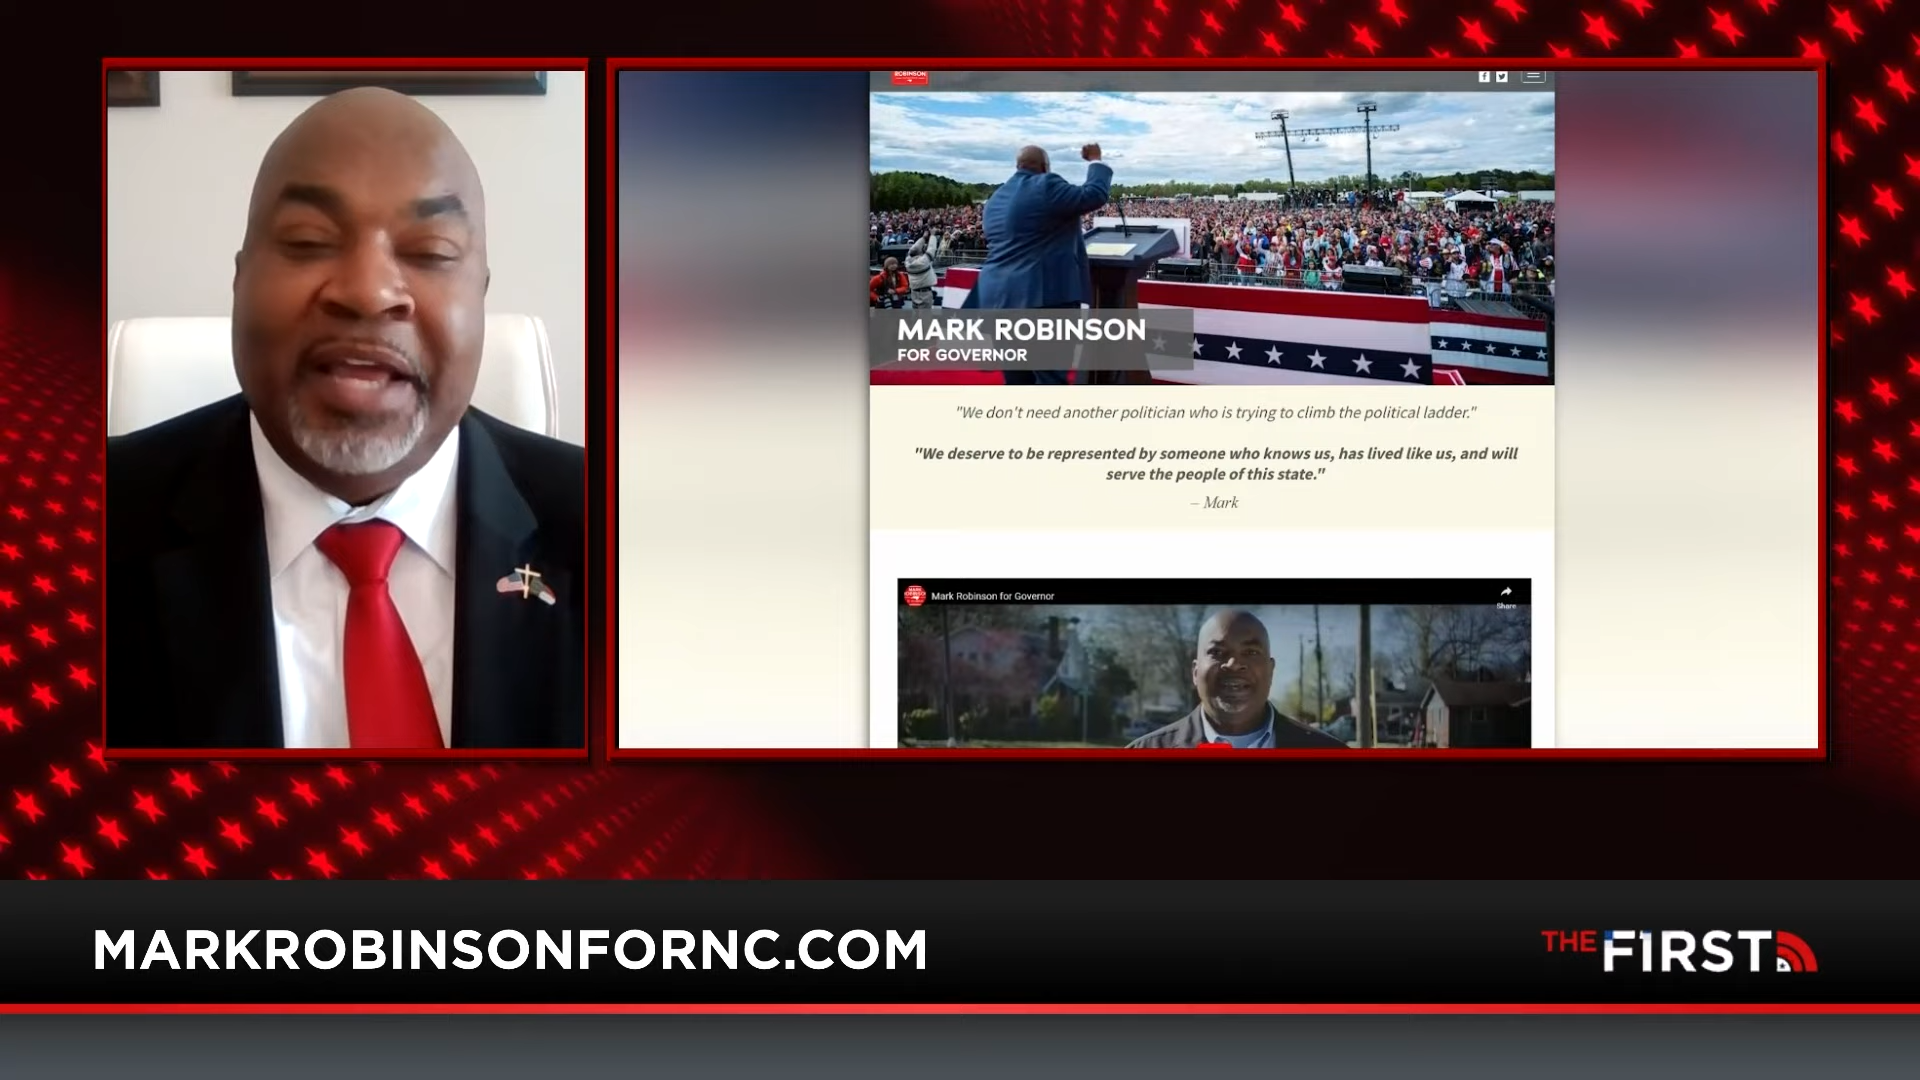 ROBINSON
MARK ROBINSON
FOR GOVERNOR
"We don't need another politician who is trying to climb the political ladder."
"We deserve to be represented by someone who knows us, has lived like us, and will
serve the people of this state."
– Mark
Mark Robinson for Governor
Share
MARKROBINSONFORNC.COM
THE FIRST